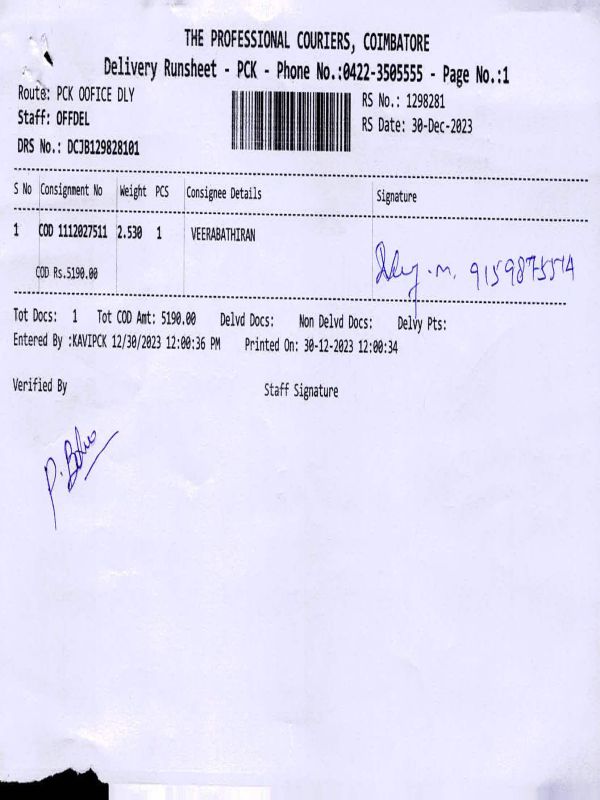 THE PROFESSIONAL COURIERS, COIMBATORE
Delivery Runsheet - PCK - Phone No.:0422-3505555 - Page No.:1
Route: PCK OOFICE DLY
RS No.: 1298281
Staff: OFFDEL
RS Date: 30-Dec-2023
DRS No.: DCJB129828101
S No Consignment No Weight PCS Consignee Details Signature
1 COD 1112027511 2.530 1 VEERABATHIRAN
COD Rs.5190.00
9159875574
Tot Docs: 1 Tot COD Amt: 5190.00 Delvd Docs: Non Delvd Docs: Delvy Pts:
Entered By :KAVIPCK 12/30/2023 12:00:36 PM Printed On: 30-12-2023 12:00:34
Verified By Staff Signature